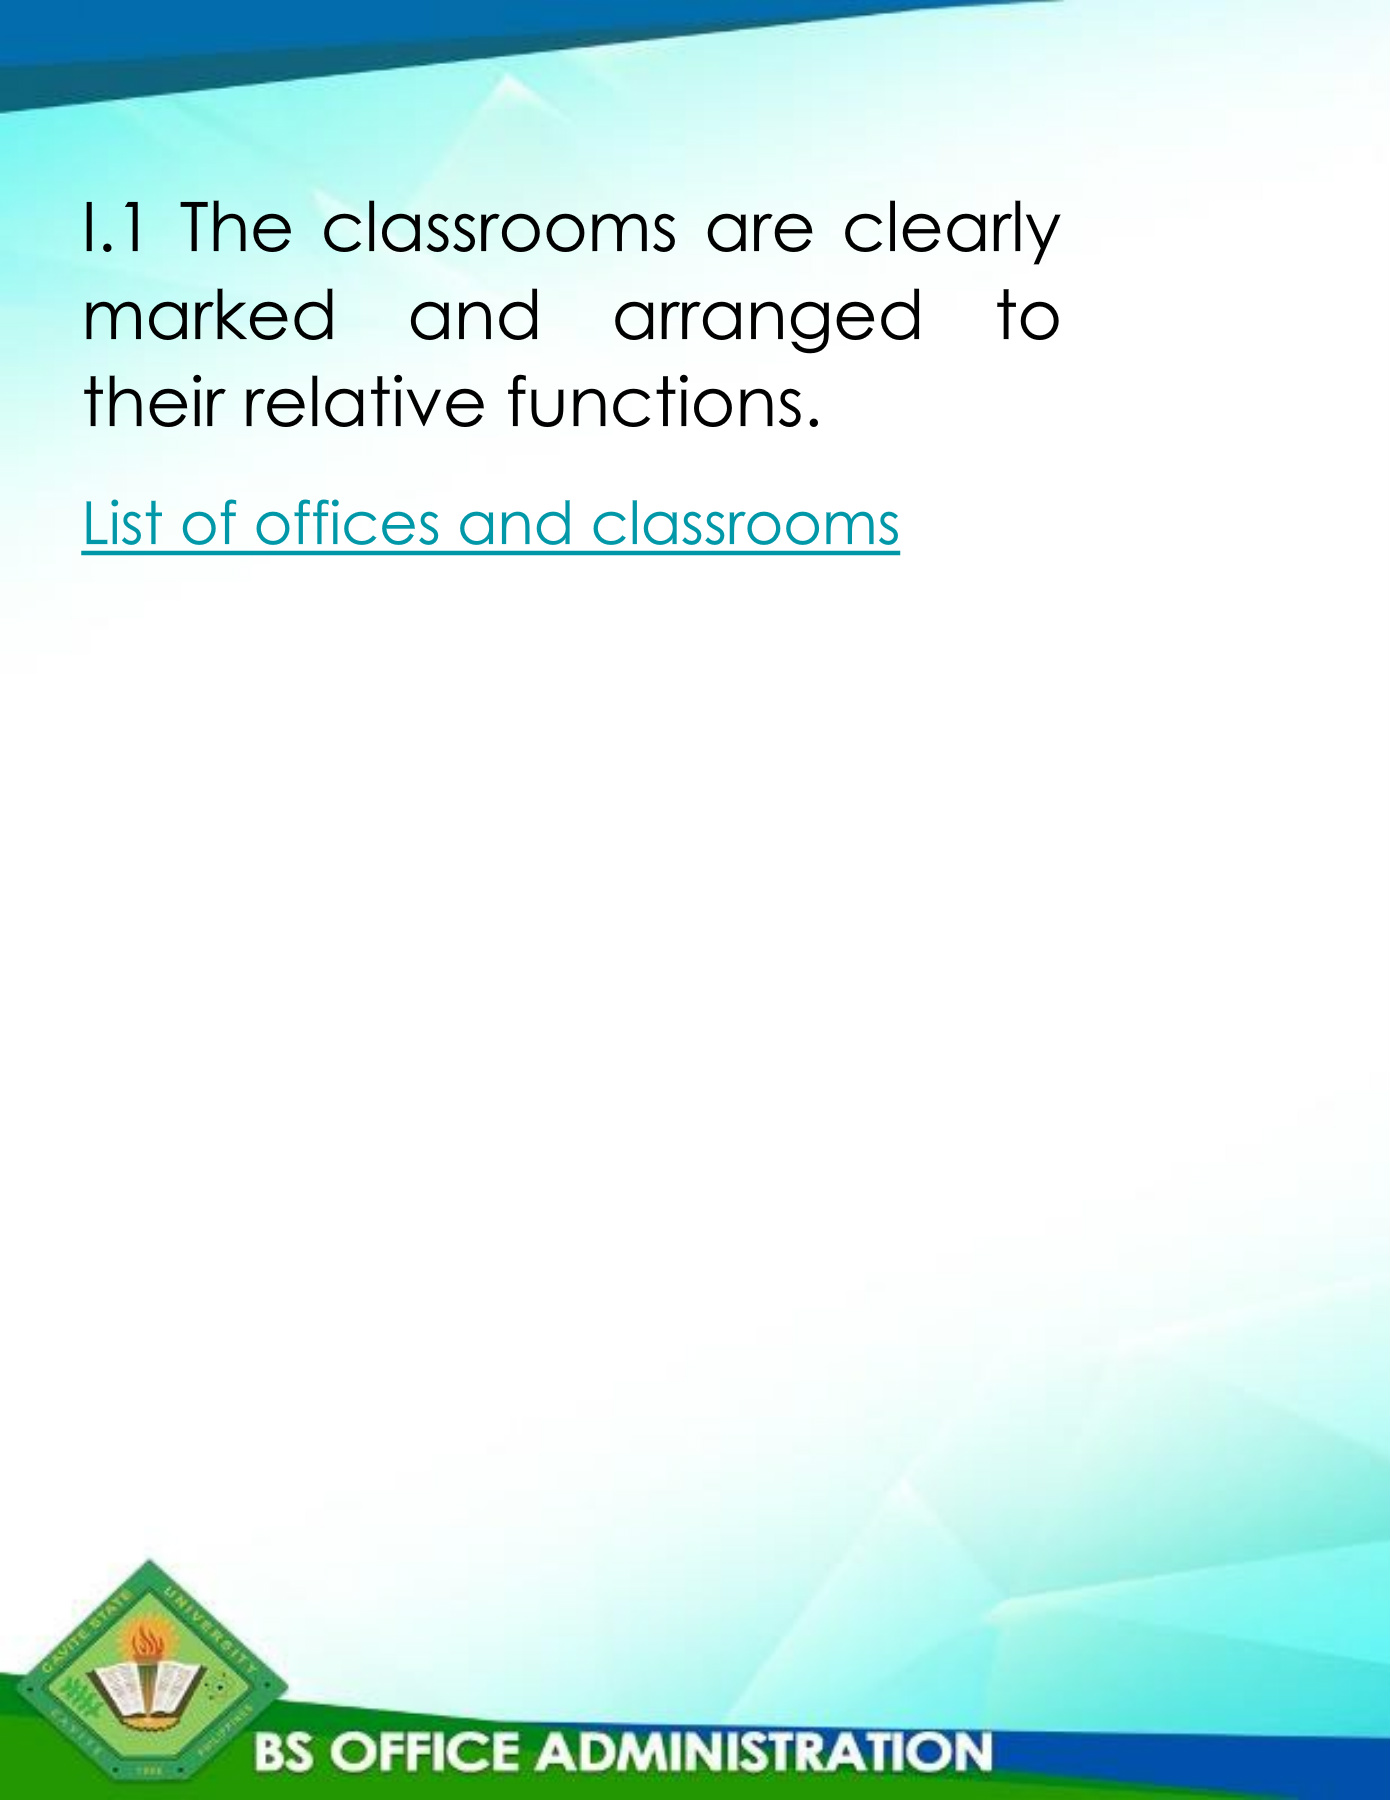 I.1 The classrooms are clearly
marked and arranged to
their relative functions.
List of offices and classrooms
CAVITE STATE
UNIVERSITY
CAVITE
PHILIPPINES
BS OFFICE ADMINISTRATION